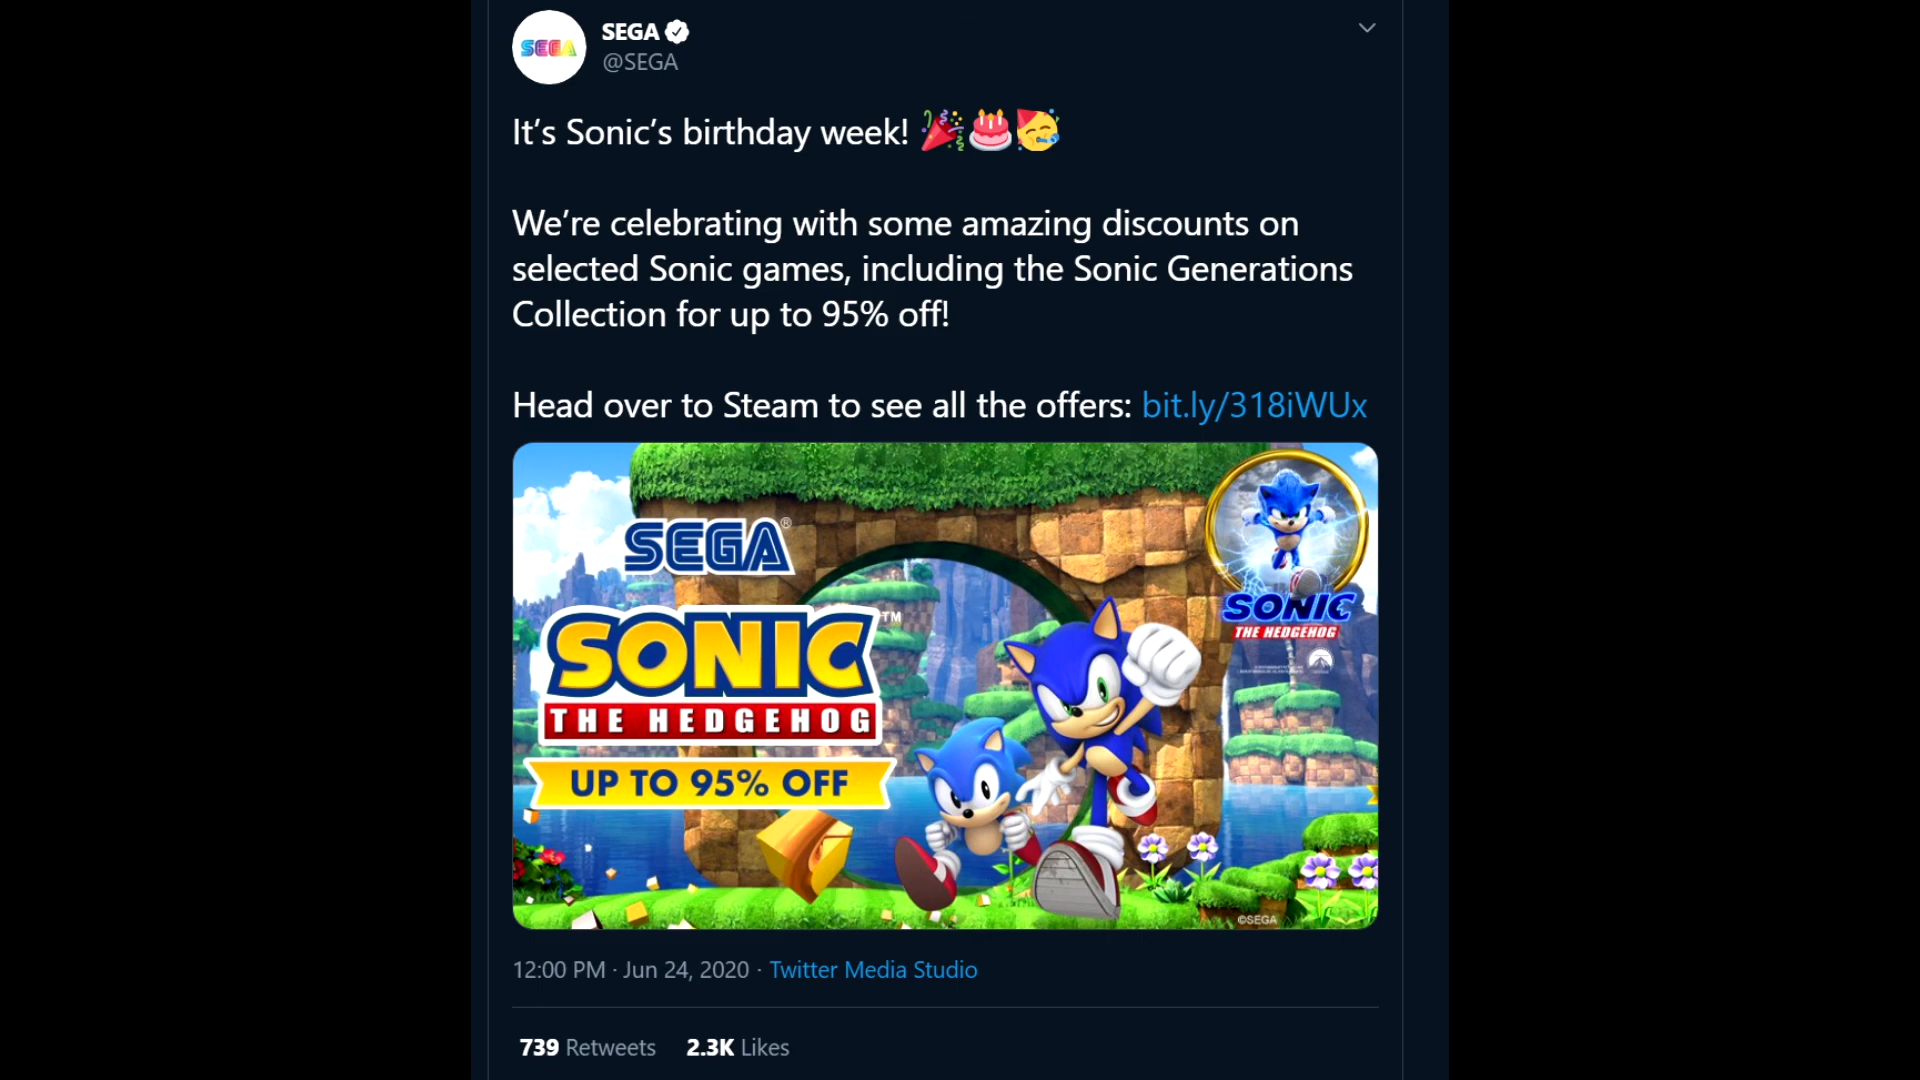 SEGA
SEGA
@SEGA
It’s Sonic’s birthday week! 🎉🎂🥳
We’re celebrating with some amazing discounts on
selected Sonic games, including the Sonic Generations
Collection for up to 95% off!
Head over to Steam to see all the offers: bit.ly/318iWUx
SEGA®
SONIC™
THE HEDGEHOG
UP TO 95% OFF
SONIC
THE HEDGEHOG
©SEGA
12:00 PM · Jun 24, 2020 · Twitter Media Studio
739 Retweets 2.3K Likes